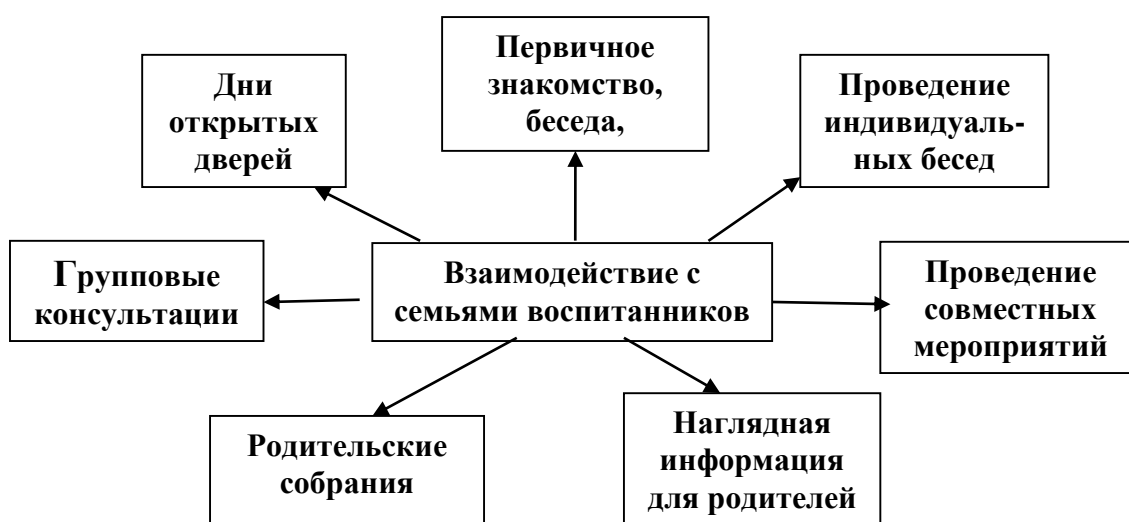 Первичное
знакомство,
беседа,
Дни
открытых
дверей
Проведение
индивидуаль-
ных бесед
Групповые
консультации
Взаимодействие с
семьями воспитанников
Проведение
совместных
мероприятий
Родительские
собрания
Наглядная
информация
для родителей